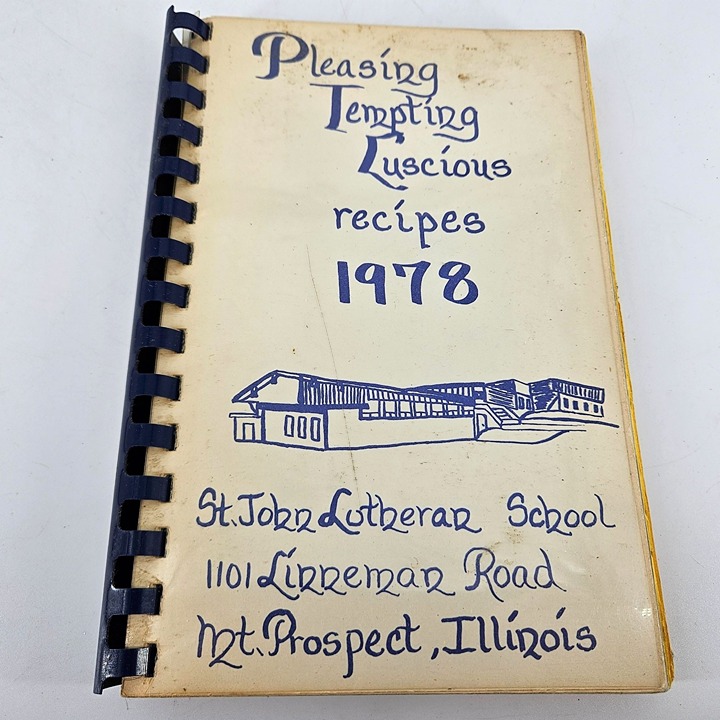 Pleasing
Tempting
Luscious
recipes
1978
St. John Lutheran School
1101 Linneman Road
Mt. Prospect, Illinois